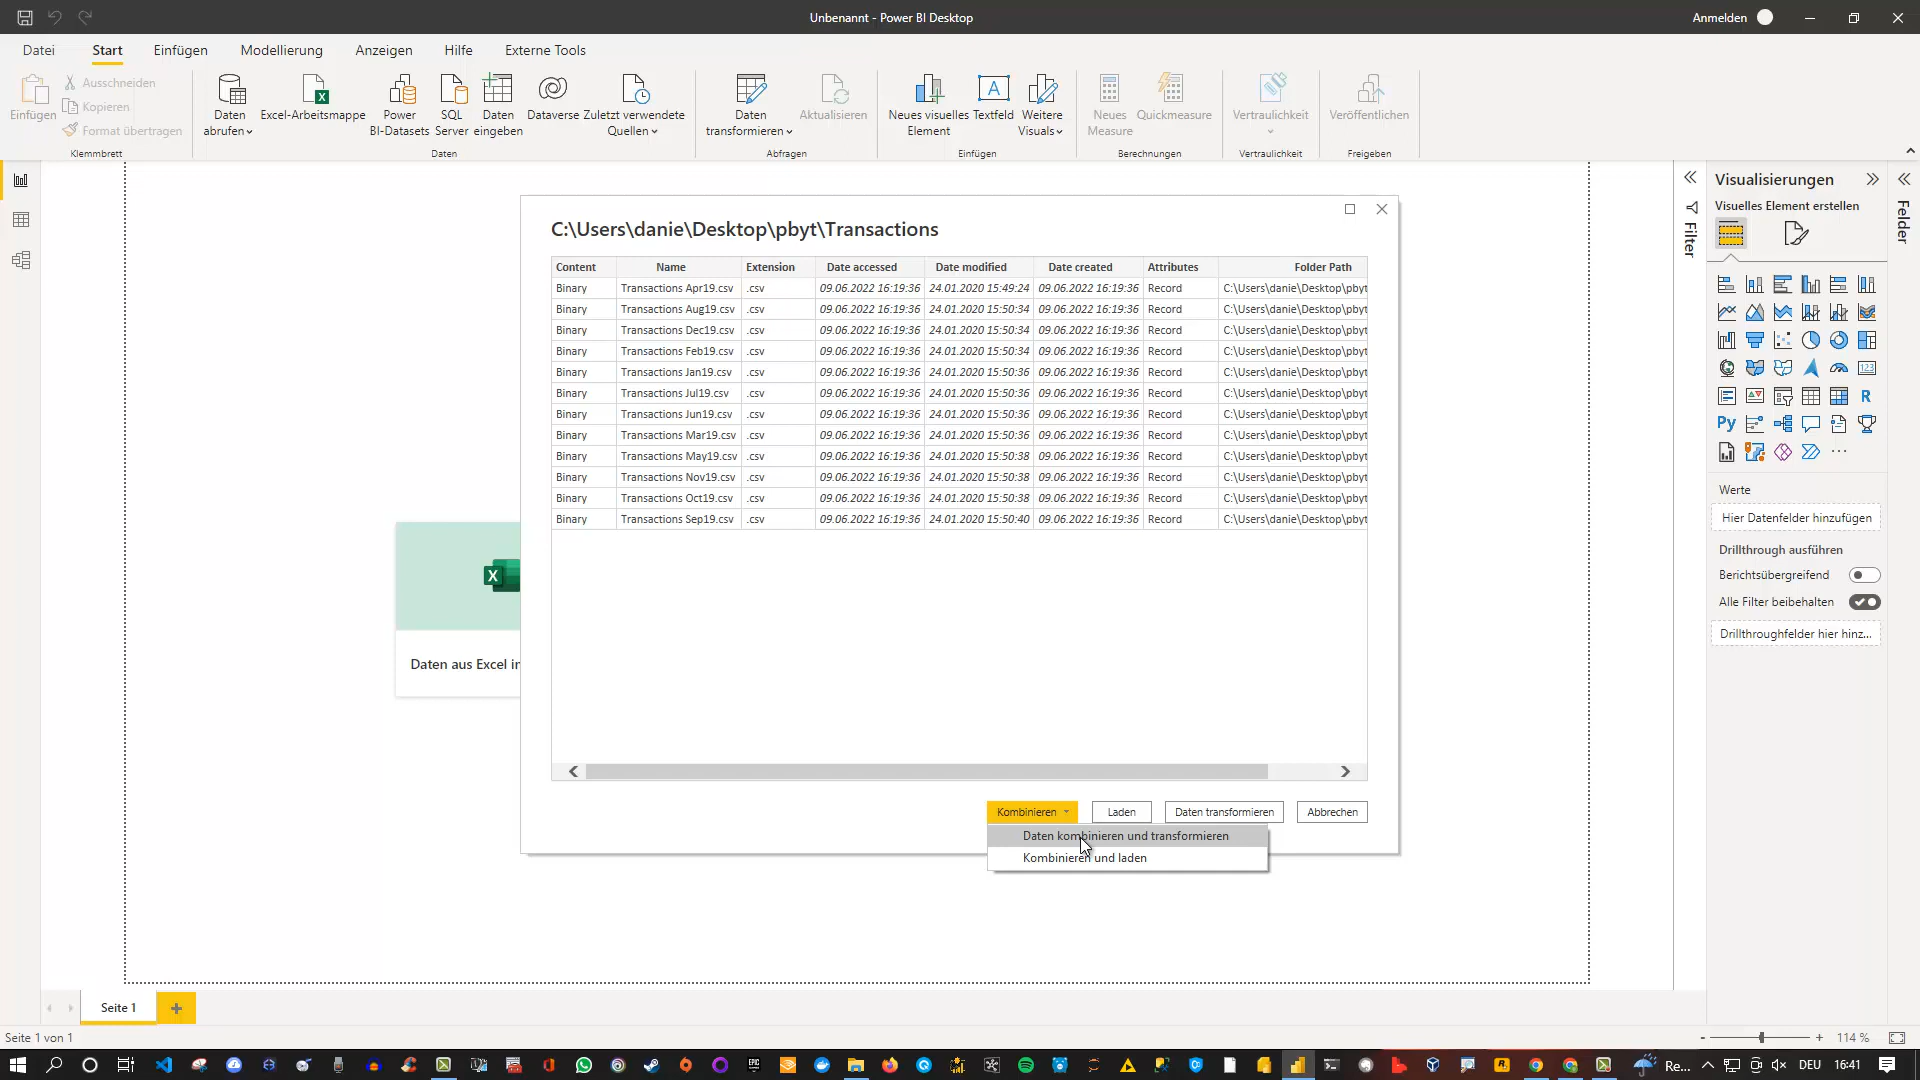 Unbenannt - Power BI Desktop
Anmelden
Datei Start Einfügen Modellierung Anzeigen Hilfe Externe Tools
Einfügen
Ausschneiden
Kopieren
Format übertragen
Klemmbrett
Daten abrufen
Excel-Arbeitsmappe
Power BI-Datasets
SQL Server
Daten eingeben
Dataverse
Zuletzt verwendete Quellen
Daten
Daten transformieren
Aktualisieren
Abfragen
Neues visuelles Element
Textfeld
Weitere Visuals
Einfügen
Neues Measure
Quickmeasure
Berechnungen
Vertraulichkeit
Vertraulichkeit
Veröffentlichen
Freigeben
C:\Users\danie\Desktop\pbyt\Transactions
Content Name Extension Date accessed Date modified Date created Attributes Folder Path
Binary Transactions Apr19.csv .csv 09.06.2022 16:19:36 24.01.2020 15:49:24 09.06.2022 16:19:36 Record C:\Users\danie\Desktop\pbyt
Binary Transactions Aug19.csv .csv 09.06.2022 16:19:36 24.01.2020 15:50:34 09.06.2022 16:19:36 Record C:\Users\danie\Desktop\pbyt
Binary Transactions Dec19.csv .csv 09.06.2022 16:19:36 24.01.2020 15:50:34 09.06.2022 16:19:36 Record C:\Users\danie\Desktop\pbyt
Binary Transactions Feb19.csv .csv 09.06.2022 16:19:36 24.01.2020 15:50:34 09.06.2022 16:19:36 Record C:\Users\danie\Desktop\pbyt
Binary Transactions Jan19.csv .csv 09.06.2022 16:19:36 24.01.2020 15:50:36 09.06.2022 16:19:36 Record C:\Users\danie\Desktop\pbyt
Binary Transactions Jul19.csv .csv 09.06.2022 16:19:36 24.01.2020 15:50:36 09.06.2022 16:19:36 Record C:\Users\danie\Desktop\pbyt
Binary Transactions Jun19.csv .csv 09.06.2022 16:19:36 24.01.2020 15:50:36 09.06.2022 16:19:36 Record C:\Users\danie\Desktop\pbyt
Binary Transactions Mar19.csv .csv 09.06.2022 16:19:36 24.01.2020 15:50:36 09.06.2022 16:19:36 Record C:\Users\danie\Desktop\pbyt
Binary Transactions May19.csv .csv 09.06.2022 16:19:36 24.01.2020 15:50:38 09.06.2022 16:19:36 Record C:\Users\danie\Desktop\pbyt
Binary Transactions Nov19.csv .csv 09.06.2022 16:19:36 24.01.2020 15:50:38 09.06.2022 16:19:36 Record C:\Users\danie\Desktop\pbyt
Binary Transactions Oct19.csv .csv 09.06.2022 16:19:36 24.01.2020 15:50:38 09.06.2022 16:19:36 Record C:\Users\danie\Desktop\pbyt
Binary Transactions Sep19.csv .csv 09.06.2022 16:19:36 24.01.2020 15:50:40 09.06.2022 16:19:36 Record C:\Users\danie\Desktop\pbyt
Kombinieren Laden Daten transformieren Abbrechen
Daten kombinieren und transformieren
Kombinieren und laden
Daten aus Excel in
Filter
Visualisierungen
Visuelles Element erstellen
Werte
Hier Datenfelder hinzufügen
Drillthrough ausführen
Berichtsübergreifend
Alle Filter beibehalten
Drillthroughfelder hier hinz...
Felder
Seite 1
Seite 1 von 1
114 %
Re...
DEU 16:41